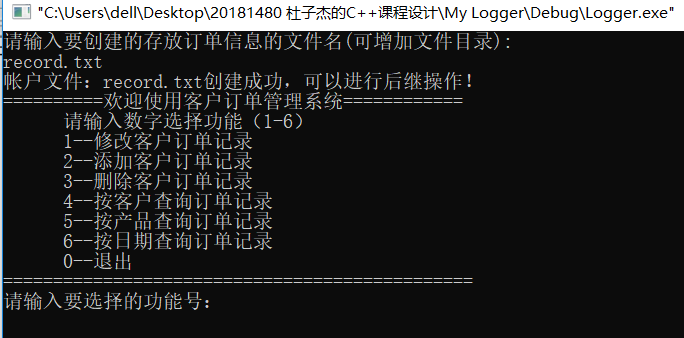 "C:\Users\dell\Desktop\20181480 杜子杰的C++课程设计\My Logger\Debug\Logger.exe"
请输入要创建的存放订单信息的文件名(可增加文件目录):
record.txt
帐户文件：record.txt创建成功，可以进行后继操作!
==========欢迎使用客户订单管理系统============
请输入数字选择功能（1-6）
1--修改客户订单记录
2--添加客户订单记录
3--删除客户订单记录
4--按客户查询订单记录
5--按产品查询订单记录
6--按日期查询订单记录
0--退出
===============================================
请输入要选择的功能号: